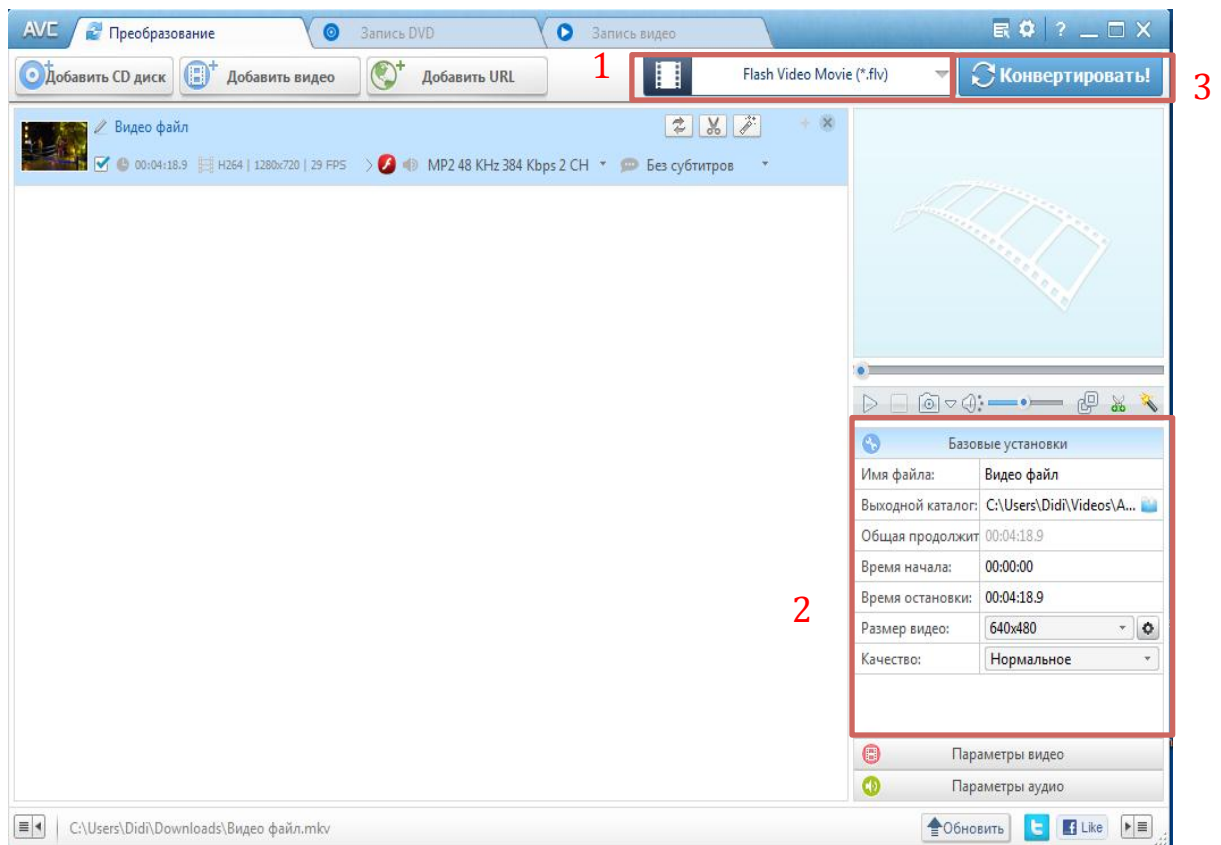 AVE Преобразование Запись DVD Запись видео ?
Добавить CD диск Добавить видео Добавить URL 1 Flash Video Movie (*.flv) Конвертировать! 3
Видео файл
00:04:18.9 H264 | 1280x720 | 29 FPS > MP2 48 KHz 384 Kbps 2 CH Без субтитров
Базовые установки
Имя файла: Видео файл
Выходной каталог: C:\Users\Didi\Videos\A...
Общая продолжит 00:04:18.9
Время начала: 00:00:00
2 Время остановки: 00:04:18.9
Размер видео: 640x480
Качество: Нормальное
Параметры видео
Параметры аудио
C:\Users\Didi\Downloads\Видео файл.mkv Обновить Like